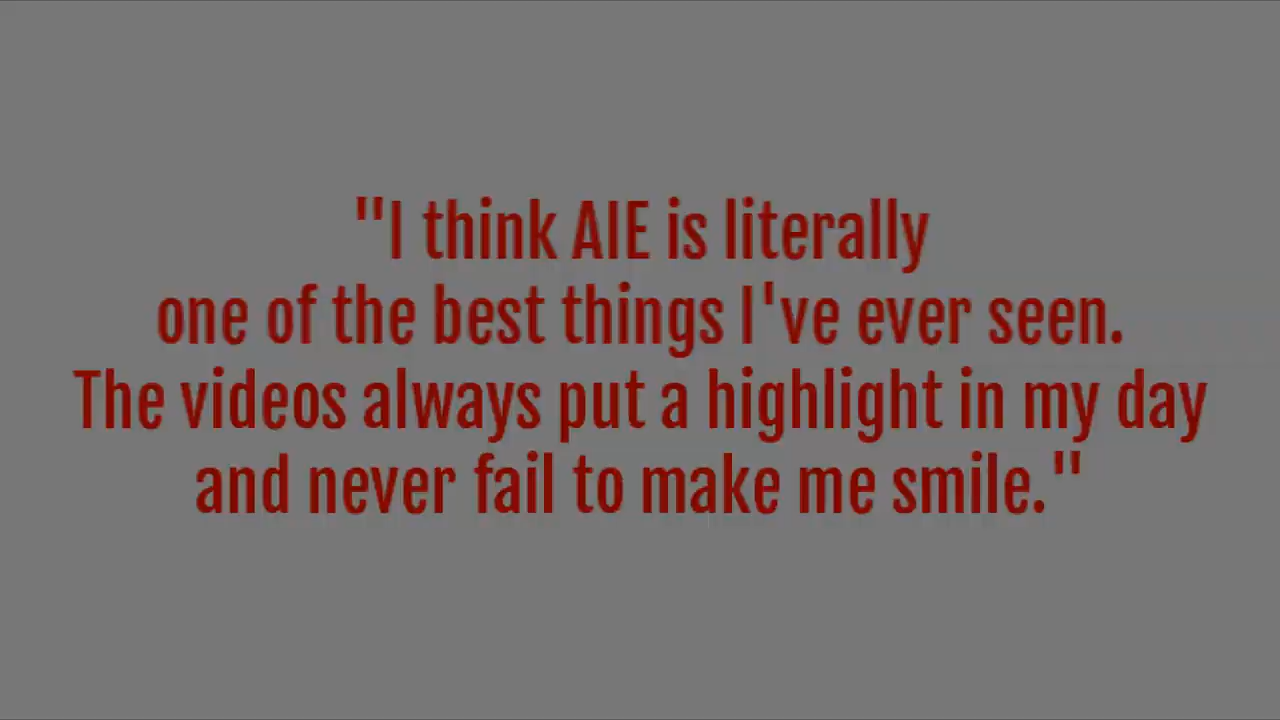 "I think AIE is literally
one of the best things I've ever seen.
The videos always put a highlight in my day
and never fail to make me smile."